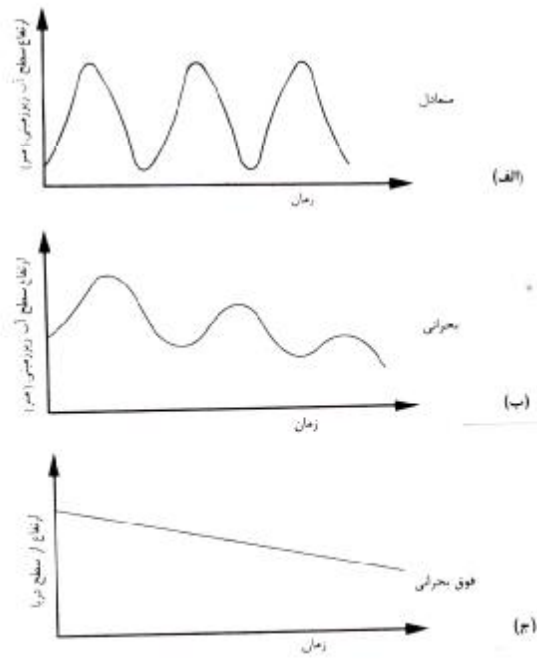 ارتفاع سطح آب زیرزمینی (متر)
متعادل
زمان
(الف)
ارتفاع سطح آب زیرزمینی (متر)
بحرانی
زمان
(ب)
ارتفاع از سطح دریا
فوق بحرانی
زمان
(ج)